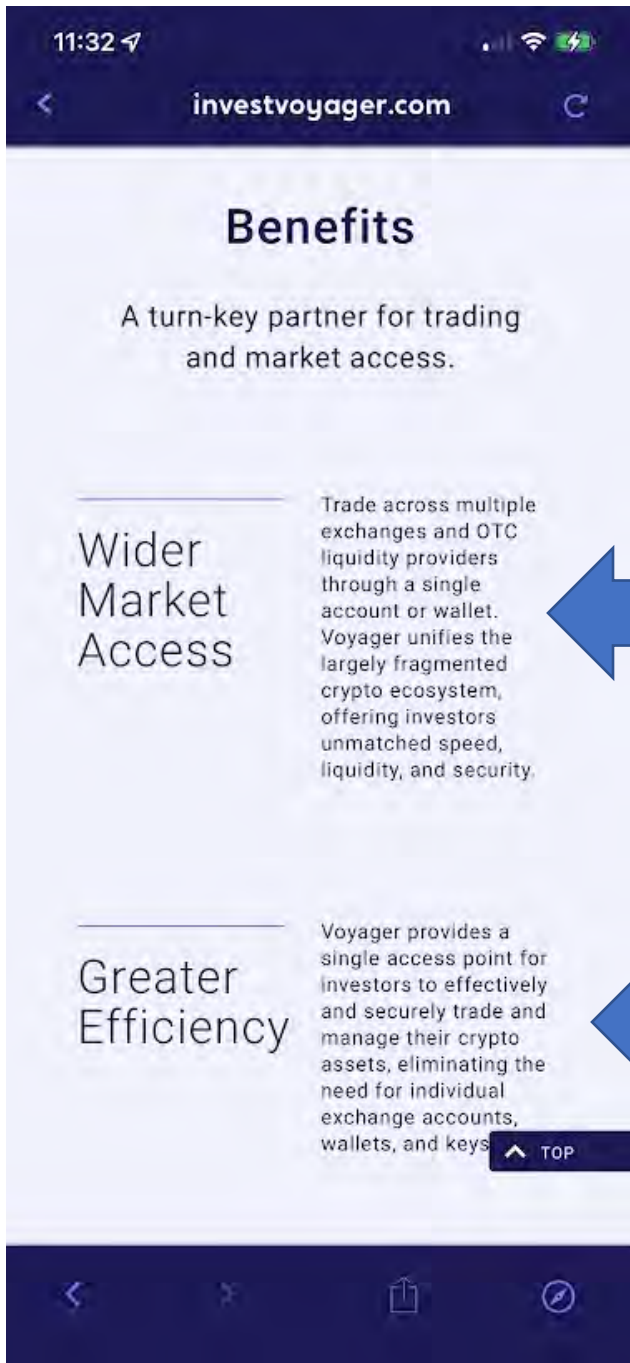 11:32
investvoyager.com
Benefits
A turn-key partner for trading
and market access.
Wider
Market
Access
Trade across multiple
exchanges and OTC
liquidity providers
through a single
account or wallet.
Voyager unifies the
largely fragmented
crypto ecosystem,
offering investors
unmatched speed,
liquidity, and security.
Greater
Efficiency
Voyager provides a
single access point for
investors to effectively
and securely trade and
manage their crypto
assets, eliminating the
need for individual
exchange accounts,
wallets, and keys
TOP